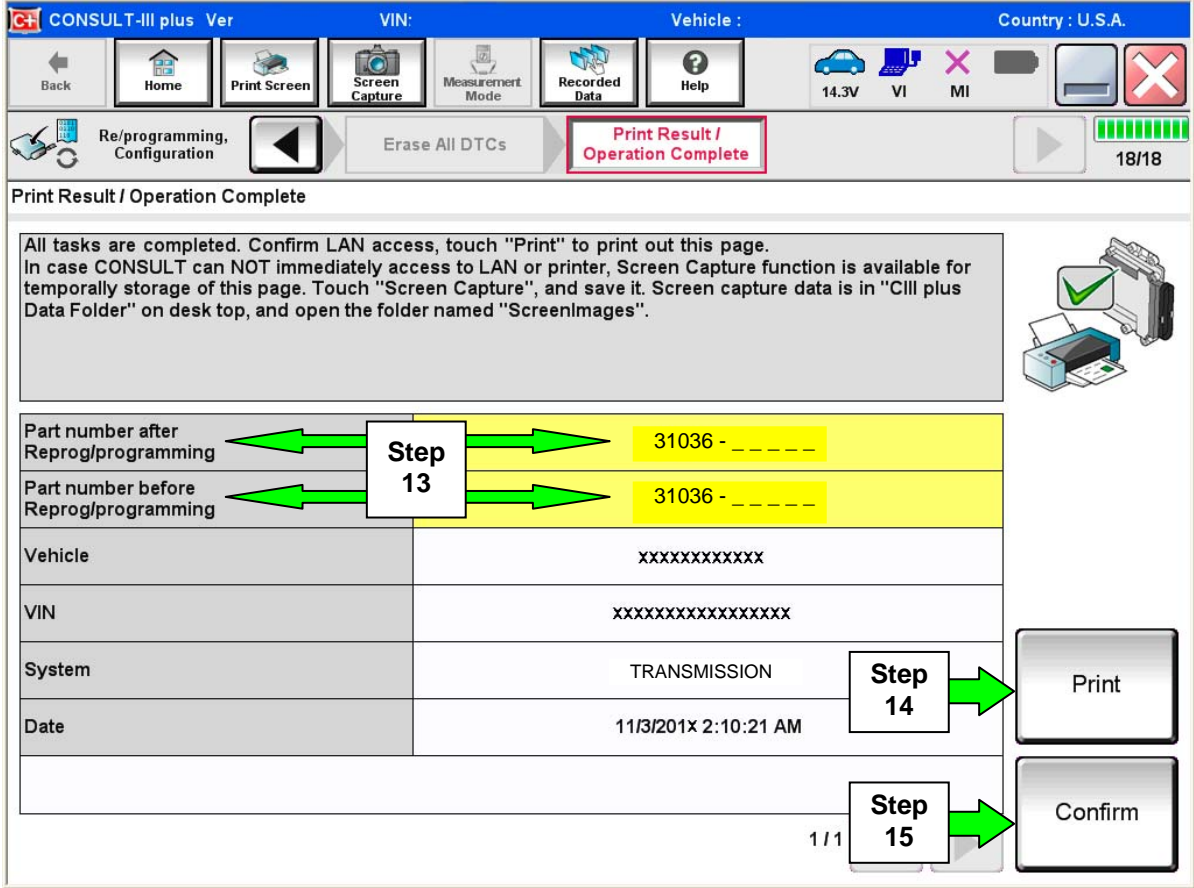 C+ CONSULT-III plus Ver VIN: Vehicle : Country : U.S.A.
Back Home Print Screen Screen Capture Measurement Mode Recorded Data Help 14.3V VI MI
Re/programming, Configuration Erase All DTCs Print Result / Operation Complete 18/18
Print Result / Operation Complete
All tasks are completed. Confirm LAN access, touch "Print" to print out this page.
In case CONSULT can NOT immediately access to LAN or printer, Screen Capture function is available for
temporally storage of this page. Touch "Screen Capture", and save it. Screen capture data is in "CIII plus
Data Folder" on desk top, and open the folder named "ScreenImages".
Part number after
Reprog/programming
Step
13
31036 - _ _ _ _ _
Part number before
Reprog/programming
31036 - _ _ _ _ _
Vehicle xxxxxxxxxxxx
VIN xxxxxxxxxxxxxxxxx
System TRANSMISSION
Step
14
Print
Date 11/3/201x 2:10:21 AM
Step
15
Confirm
1 / 1